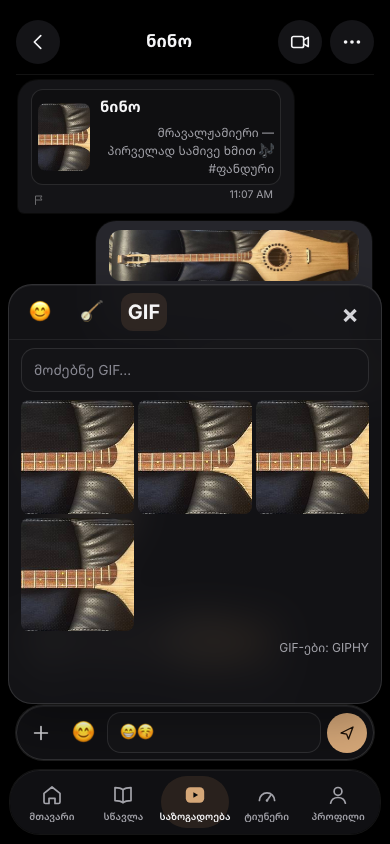 ნინო
ნინო
მრავალჟამიერი —
პირველად სამივე ხმით 🎶
#ფანდური
11:07 AM
GIF
×
მოძებნე GIF...
GIF-ები: GIPHY
მთავარი
სწავლა
საზოგადოება
ტიუნერი
პროფილი